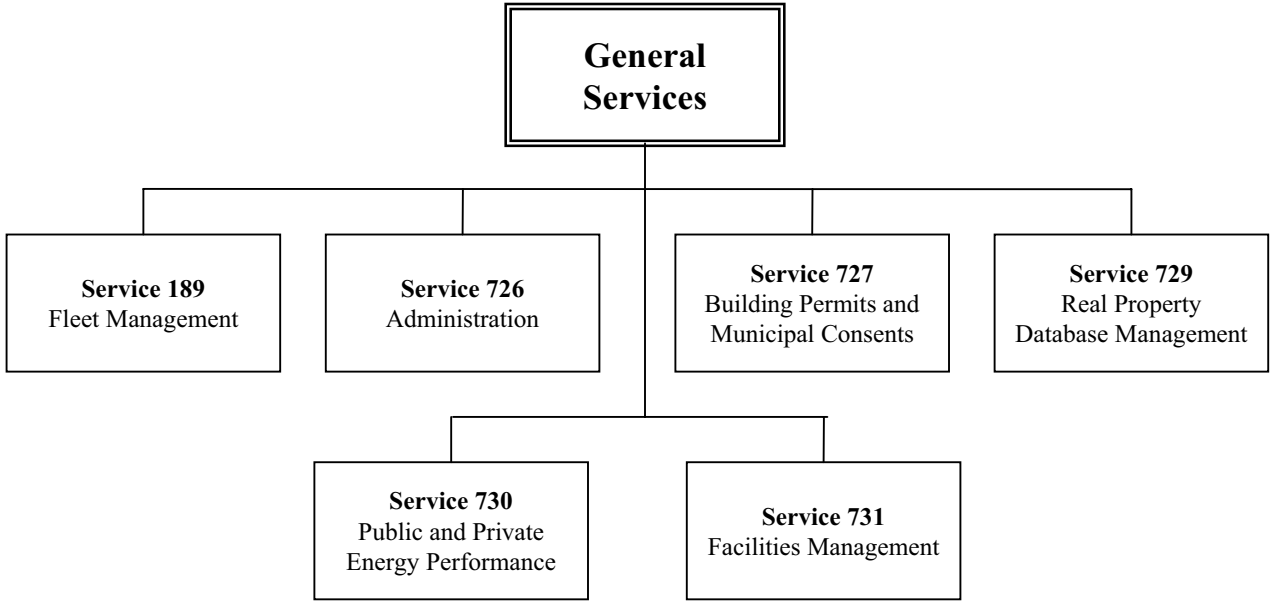 General
Services
Service 189
Fleet Management
Service 726
Administration
Service 727
Building Permits and
Municipal Consents
Service 729
Real Property
Database Management
Service 730
Public and Private
Energy Performance
Service 731
Facilities Management